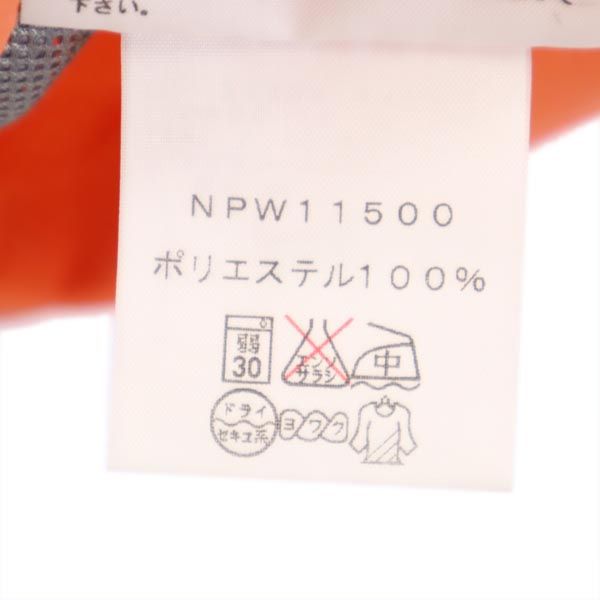 下さい。
NPW11500
ポリエステル100%
弱
30
エンソ
サラシ
中
ドライ
セキユ系
ヨワク